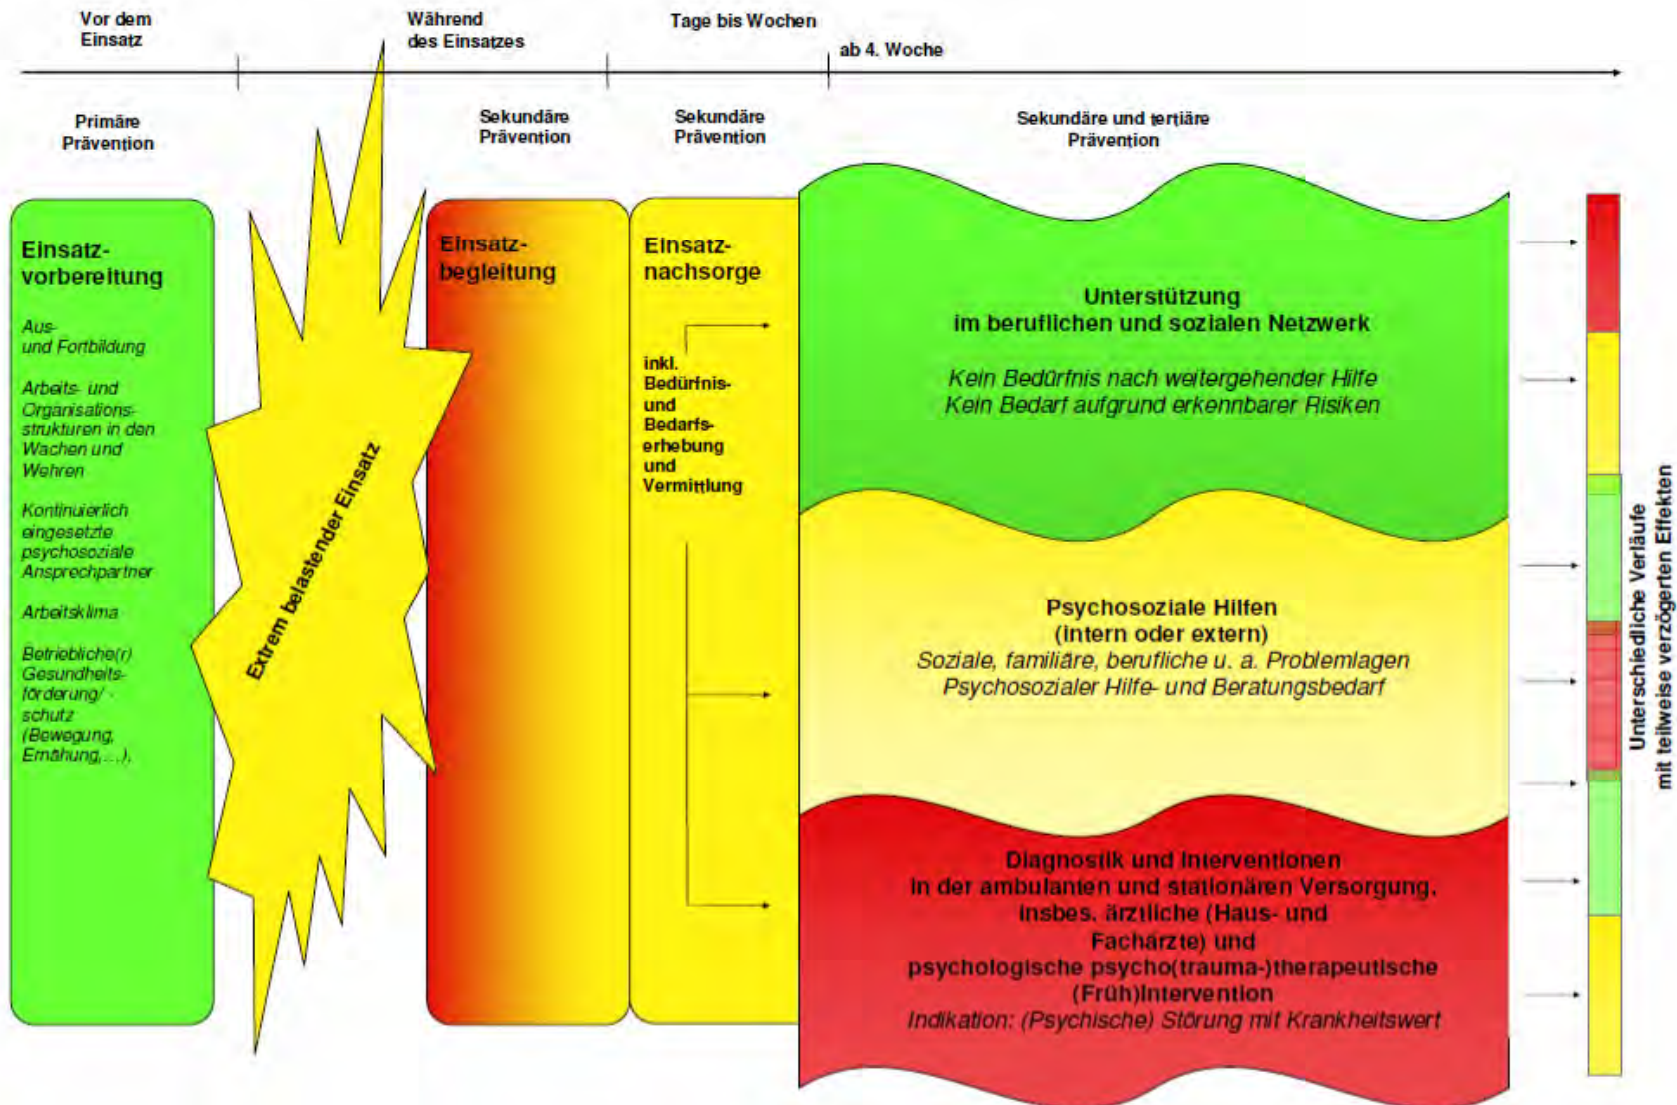 Vor dem
Einsatz
Während
des Einsatzes
Tage bis Wochen
ab 4. Woche
Primäre
Prävention
Sekundäre
Prävention
Sekundäre
Prävention
Sekundäre und tertiäre
Prävention
Einsatz-
vorbereitung
Aus-
und Fortbildung
Arbeits- und
Organisations-
strukturen in den
Wachen und
Wehren
Kontinuierlich
eingesetzte
psychosoziale
Ansprechpartner
Arbeitsklima
Betriebliche(r)
Gesundheits-
förderung/ -
schutz
(Bewegung,
Ernährung,…),
Extrem belastender Einsatz
Einsatz-
begleitung
Einsatz-
nachsorge
inkl.
Bedürfnis-
und
Bedarfs-
erhebung
und
Vermittlung
Unterstützung
im beruflichen und sozialen Netzwerk
Kein Bedürfnis nach weitergehender Hilfe
Kein Bedarf aufgrund erkennbarer Risiken
Psychosoziale Hilfen
(intern oder extern)
Soziale, familiäre, berufliche u. a. Problemlagen
Psychosozialer Hilfe- und Beratungsbedarf
Diagnostik und Interventionen
in der ambulanten und stationären Versorgung,
insbes. ärztliche (Haus- und
Fachärzte) und
psychologische psycho(trauma-)therapeutische
(Früh)Intervention
Indikation: (Psychische) Störung mit Krankheitswert
Unterschiedliche Verläufe
mit teilweise verzögerten Effekten